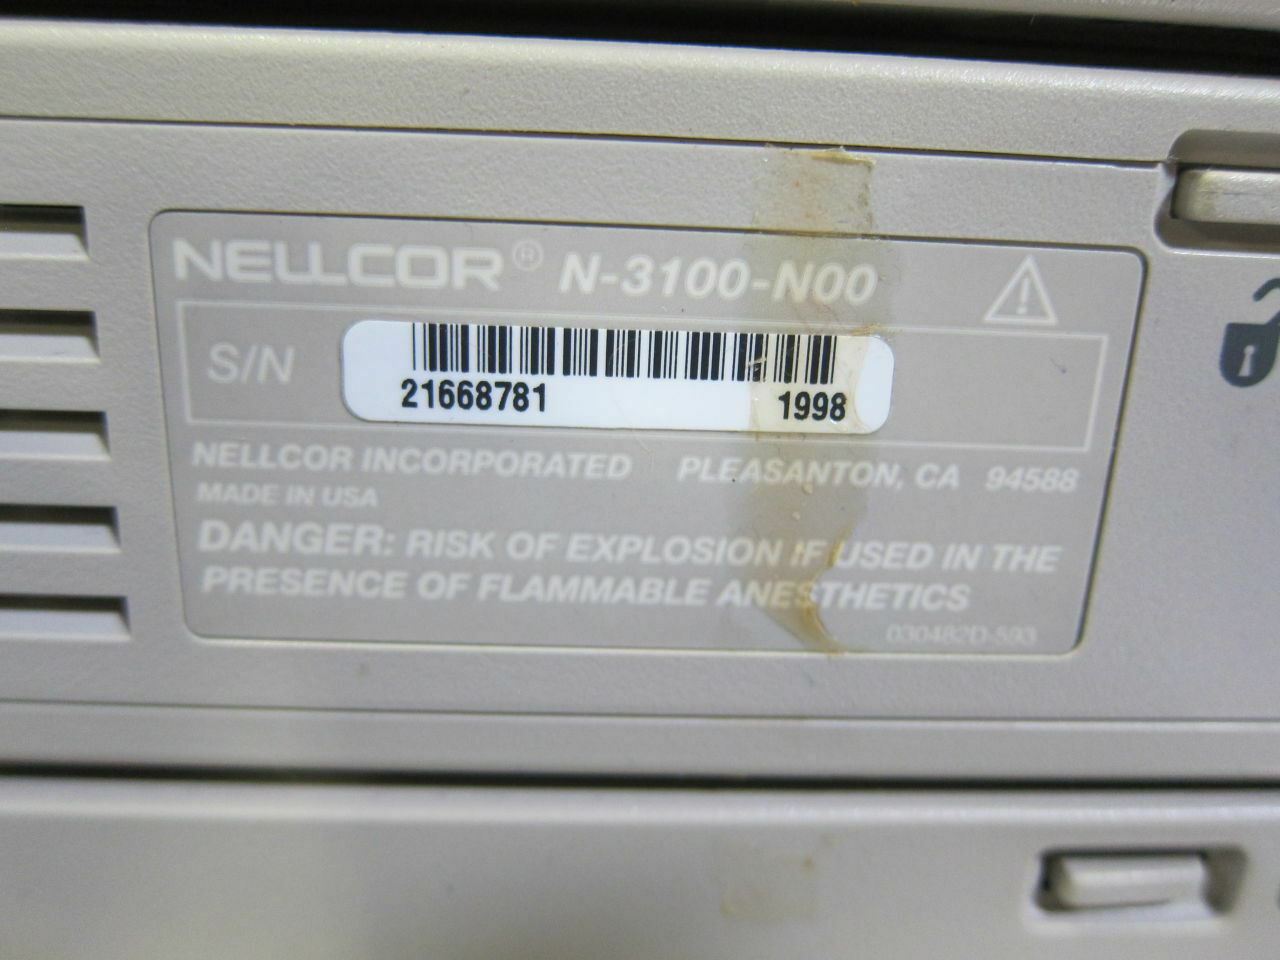 NELLCOR® N-3100-N00
S/N
21668781 1998
NELLCOR INCORPORATED PLEASANTON, CA 94588
MADE IN USA
DANGER: RISK OF EXPLOSION IF USED IN THE
PRESENCE OF FLAMMABLE ANESTHETICS
030482D-593